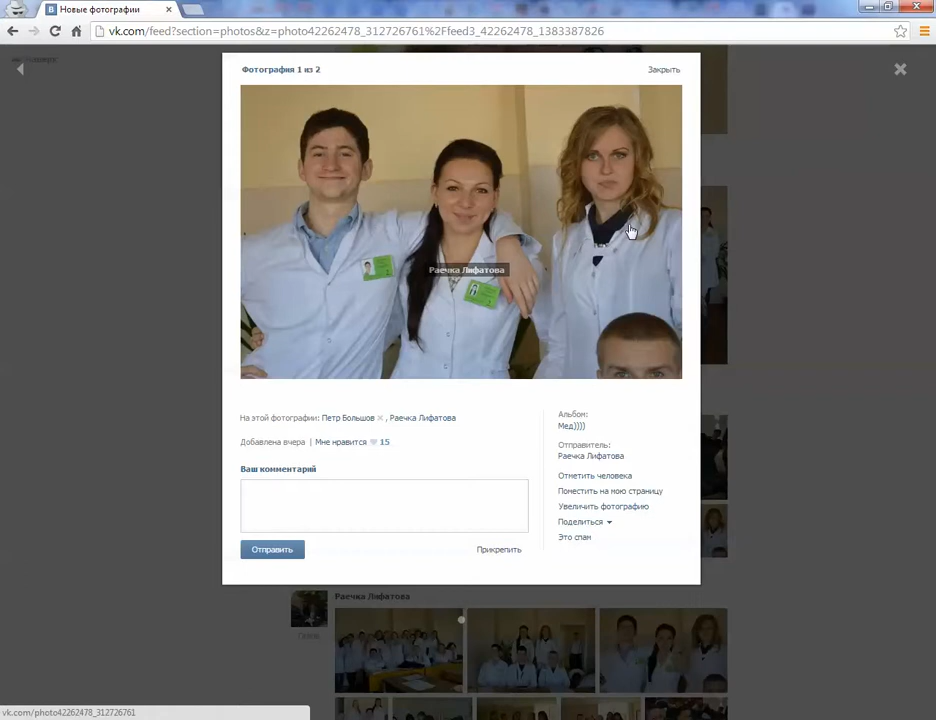 Новые фотографии
vk.com/feed?section=photos&z=photo42262478_312726761%2Ffeed3_42262478_1383387826
Фотография 1 из 2
Закрыть
Раечка Лифатова
На этой фотографии: Петр Большов , Раечка Лифатова
Добавлена вчера | Мне нравится 15
Ваш комментарий
Отправить
Прикрепить
Альбом:
Мед))))
Отправитель:
Раечка Лифатова
Отметить человека
Поместить на мою страницу
Увеличить фотографию
Поделиться
Это спам
Раечка Лифатова
vk.com/photo42262478_312726761